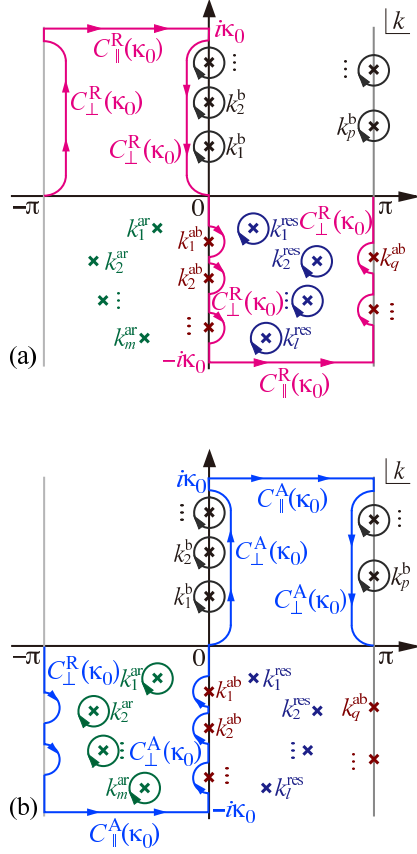 iκ₀ k
C∥ᴿ(κ₀)
⋮ ⋮
C⊥ᴿ(κ₀) k₂ᵇ
kₚᵇ
C⊥ᴿ(κ₀) k₁ᵇ
−π 0 π
k₁ᵃʳ k₁ᵃᵇ k₁ʳᵉˢ C⊥ᴿ(κ₀)
k₂ᵃʳ k₂ᵃᵇ k₂ʳᵉˢ k_qᵃᵇ
⋮ C⊥ᴿ(κ₀) ⋮
kₘᵃʳ ⋮ kₗʳᵉˢ ⋮
(a) −iκ₀ C∥ᴿ(κ₀)
iκ₀ k
C∥ᴬ(κ₀)
⋮ ⋮
k₂ᵇ C⊥ᴬ(κ₀)
kₚᵇ
k₁ᵇ C⊥ᴬ(κ₀)
−π 0 π
C⊥ᴿ(κ₀) k₁ᵃʳ k₁ᵃᵇ k₁ʳᵉˢ
k₂ᵃʳ k₂ᵃᵇ k₂ʳᵉˢ k_qᵃᵇ
⋮ C⊥ᴬ(κ₀) ⋮
kₘᵃʳ ⋮ kₗʳᵉˢ ⋮
(b) C∥ᴬ(κ₀) −iκ₀